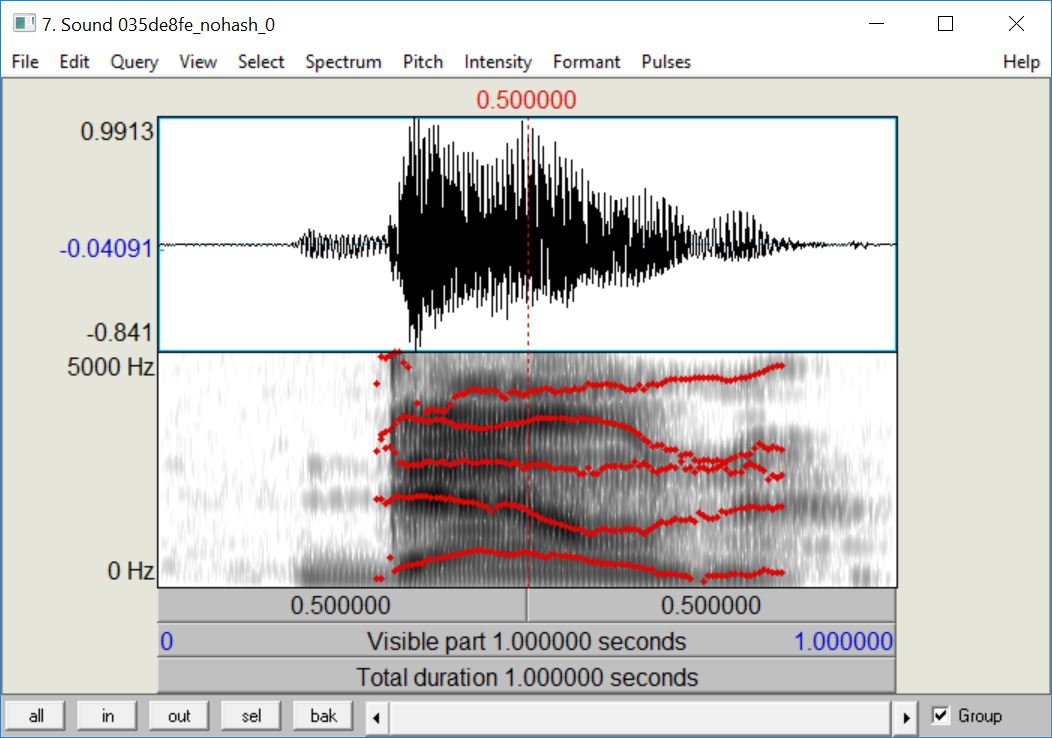 7. Sound 035de8fe_nohash_0
File Edit Query View Select Spectrum Pitch Intensity Formant Pulses Help
0.500000
0.9913
-0.04091
-0.841
5000 Hz
0 Hz
0.500000 0.500000
0 Visible part 1.000000 seconds 1.000000
Total duration 1.000000 seconds
all in out sel bak Group